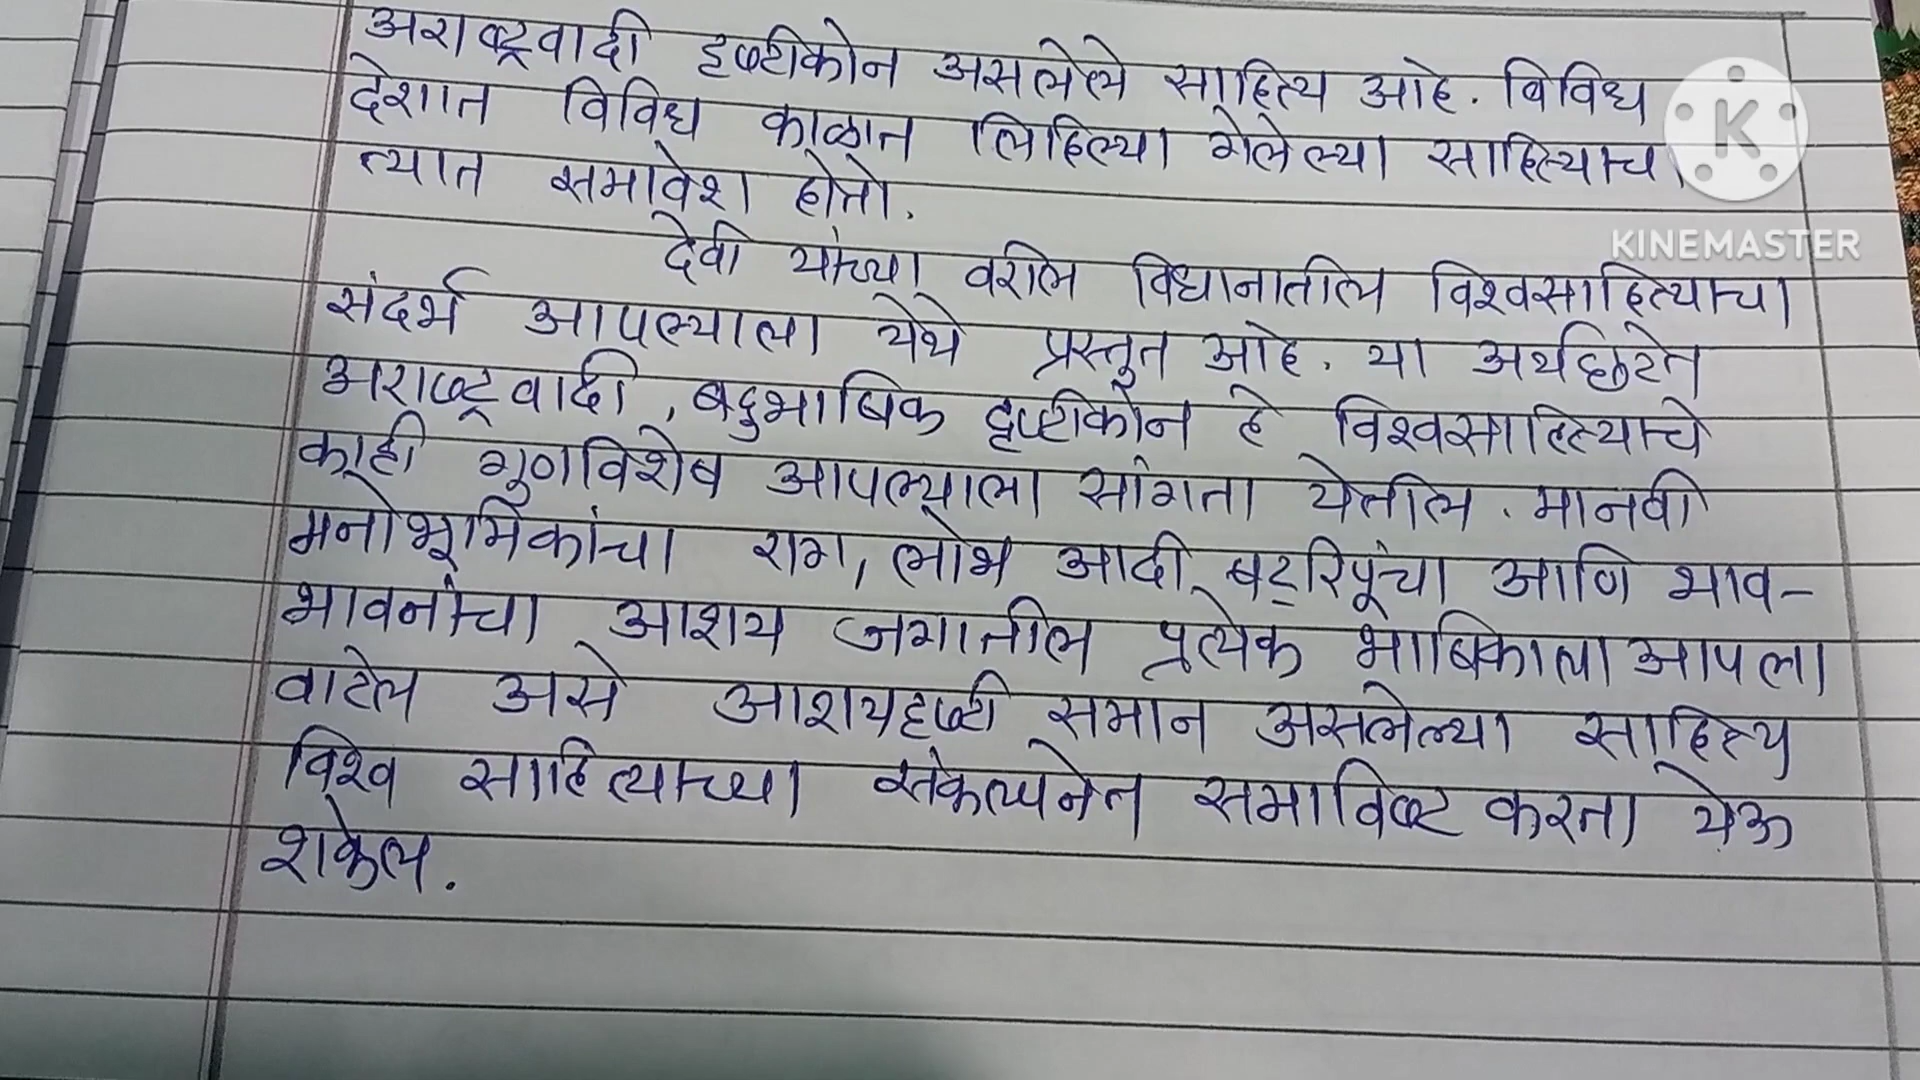 अराष्ट्रवादी दृष्टीकोन असलेले साहित्य आहे. विविध
देशात विविध काळात लिहिल्या गेलेल्या साहित्याचा
त्यात समावेश होतो.
देवी यांच्या वरील विधानातील विश्वसाहित्याचा
संदर्भ आपल्याला येथे प्रस्तुत आहे. या अर्थछटेत
अराष्ट्रवादी, बहुभाषिक दृष्टीकोन हे विश्वसाहित्याचे
काही गुणविशेष आपल्याला सांगता येतील. मानवी
मनोभूमिकांचा राग, लोभ आदी षट्रिपूंचा आणि भाव-
भावनांचा आशय जगातील प्रत्येक भाषिकाला आपला
वाटेल असे आशयदृष्टी समान असलेल्या साहित्य
विश्व साहित्याच्या संकल्पनेत समाविष्ट करता येऊ
शकेल.
K
KINEMASTER